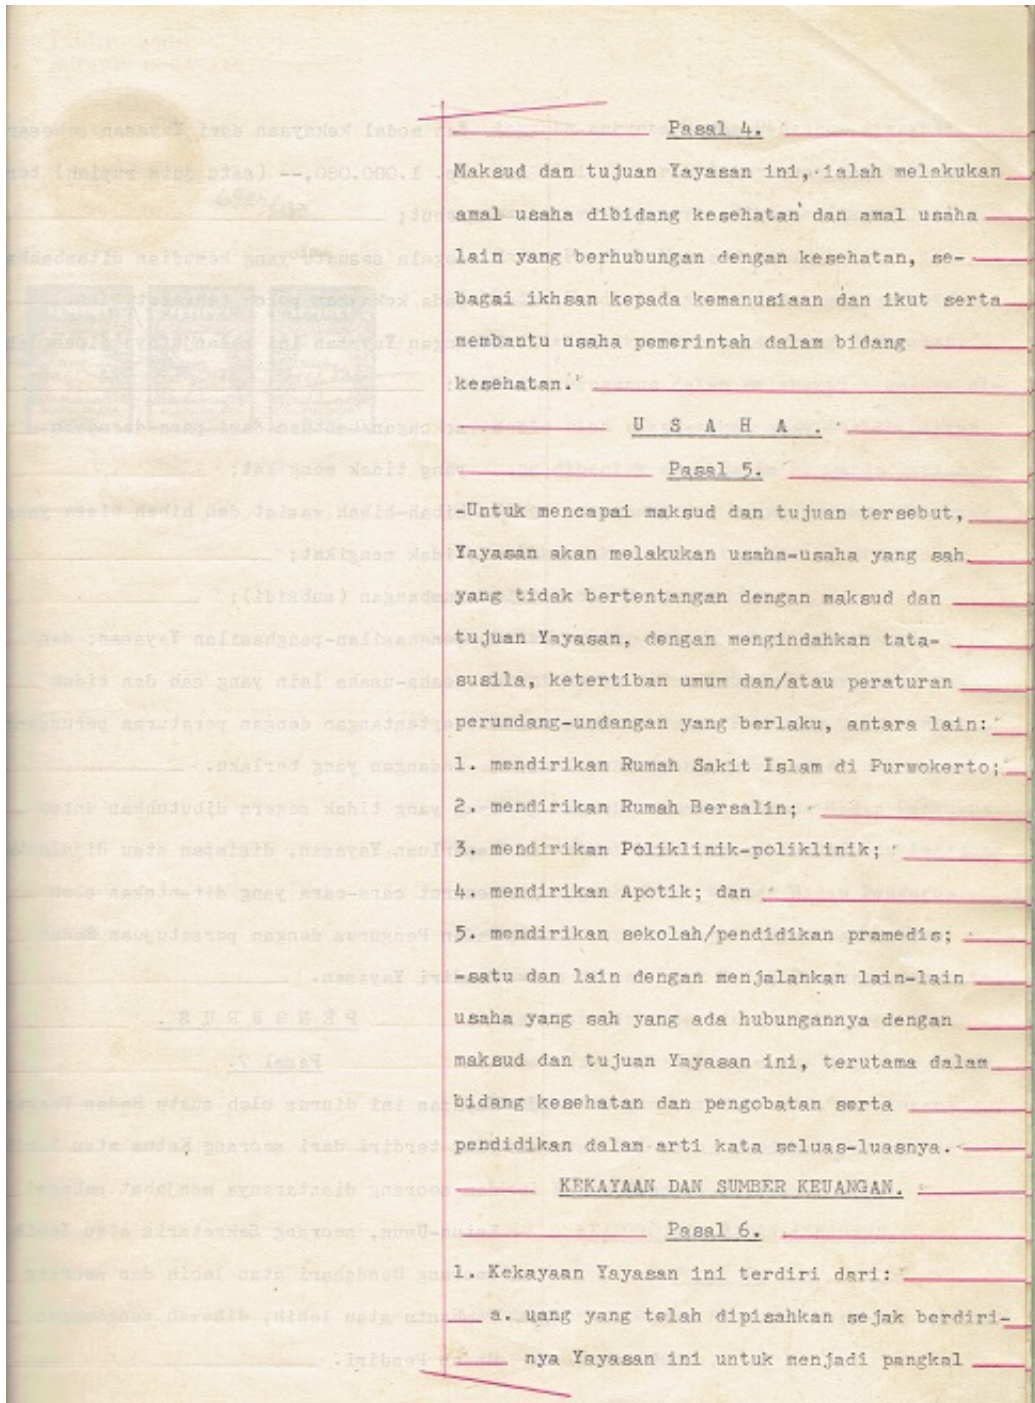 Pasal 4.
Maksud dan tujuan Yayasan ini, ialah melakukan
amal usaha dibidang kesehatan dan amal usaha
lain yang berhubungan dengan kesehatan, se-
bagai ikhsan kepada kemanusiaan dan ikut serta
membantu usaha pemerintah dalam bidang
kesehatan.
U S A H A .
Pasal 5.
-Untuk mencapai maksud dan tujuan tersebut,
Yayasan akan melakukan usaha-usaha yang sah
yang tidak bertentangan dengan maksud dan
tujuan Yayasan, dengan mengindahkan tata-
susila, ketertiban umum dan/atau peraturan
perundang-undangan yang berlaku, antara lain:
1. mendirikan Rumah Sakit Islam di Purwokerto;
2. mendirikan Rumah Bersalin;
3. mendirikan Poliklinik-poliklinik;
4. mendirikan Apotik; dan
5. mendirikan sekolah/pendidikan pramedis;
-satu dan lain dengan menjalankan lain-lain
usaha yang sah yang ada hubungannya dengan
maksud dan tujuan Yayasan ini, terutama dalam
bidang kesehatan dan pengobatan serta
pendidikan dalam arti kata seluas-luasnya.
KEKAYAAN DAN SUMBER KEUANGAN.
Pasal 6.
1. Kekayaan Yayasan ini terdiri dari:
a. uang yang telah dipisahkan sejak berdiri-
nya Yayasan ini untuk menjadi pangkal